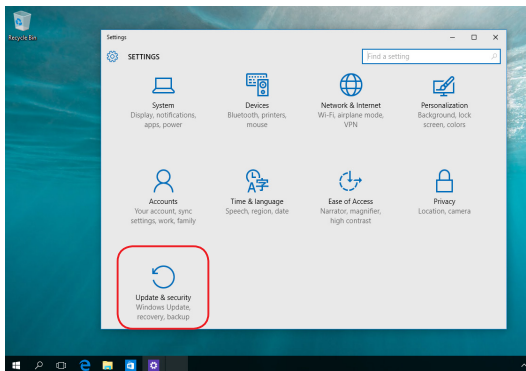 Recycle Bin
Settings
SETTINGS
Find a setting
System
Display, notifications,
apps, power
Devices
Bluetooth, printers,
mouse
Network & Internet
Wi-Fi, airplane mode,
VPN
Personalization
Background, lock
screen, colors
Accounts
Your account, sync
settings, work, family
Time & language
Speech, region, date
Ease of Access
Narrator, magnifier,
high contrast
Privacy
Location, camera
Update & security
Windows Update,
recovery, backup